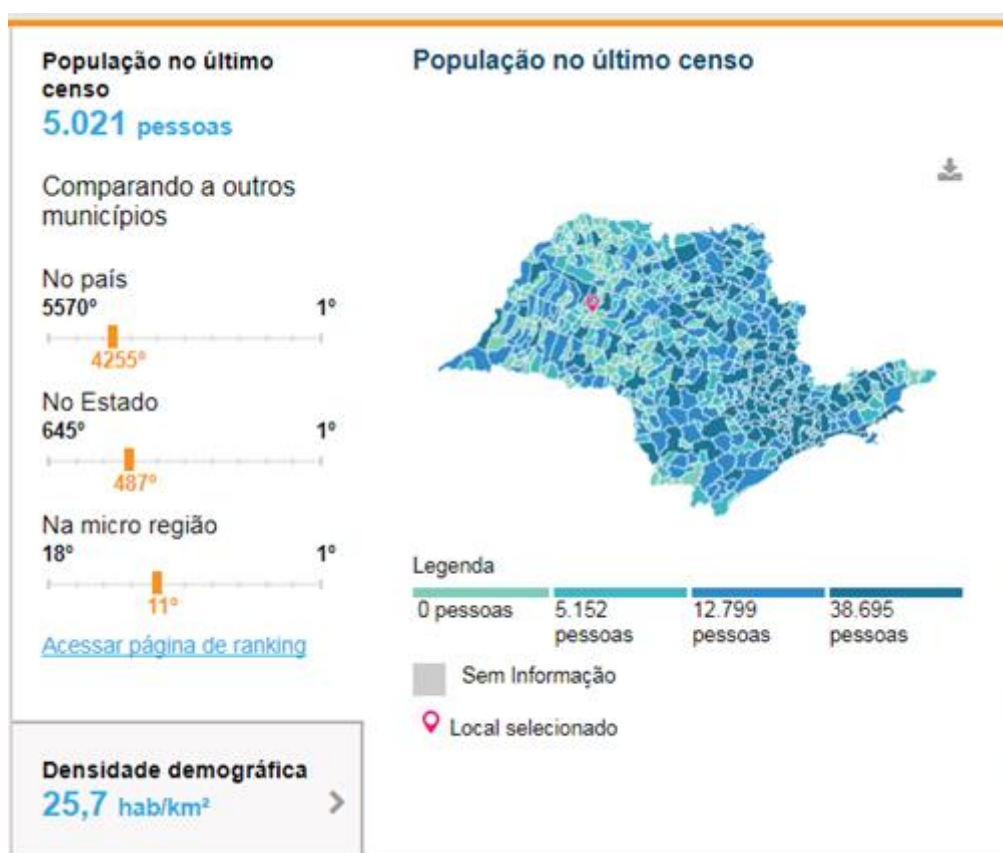 População no último
censo
5.021 pessoas
Comparando a outros
municípios
No país
5570º 1º
4255º
No Estado
645º 1º
487º
Na micro região
18º 1º
11º
Acessar página de ranking
Densidade demográfica
25,7 hab/km²
População no último censo
Legenda
0 pessoas
5.152
pessoas
12.799
pessoas
38.695
pessoas
Sem Informação
Local selecionado